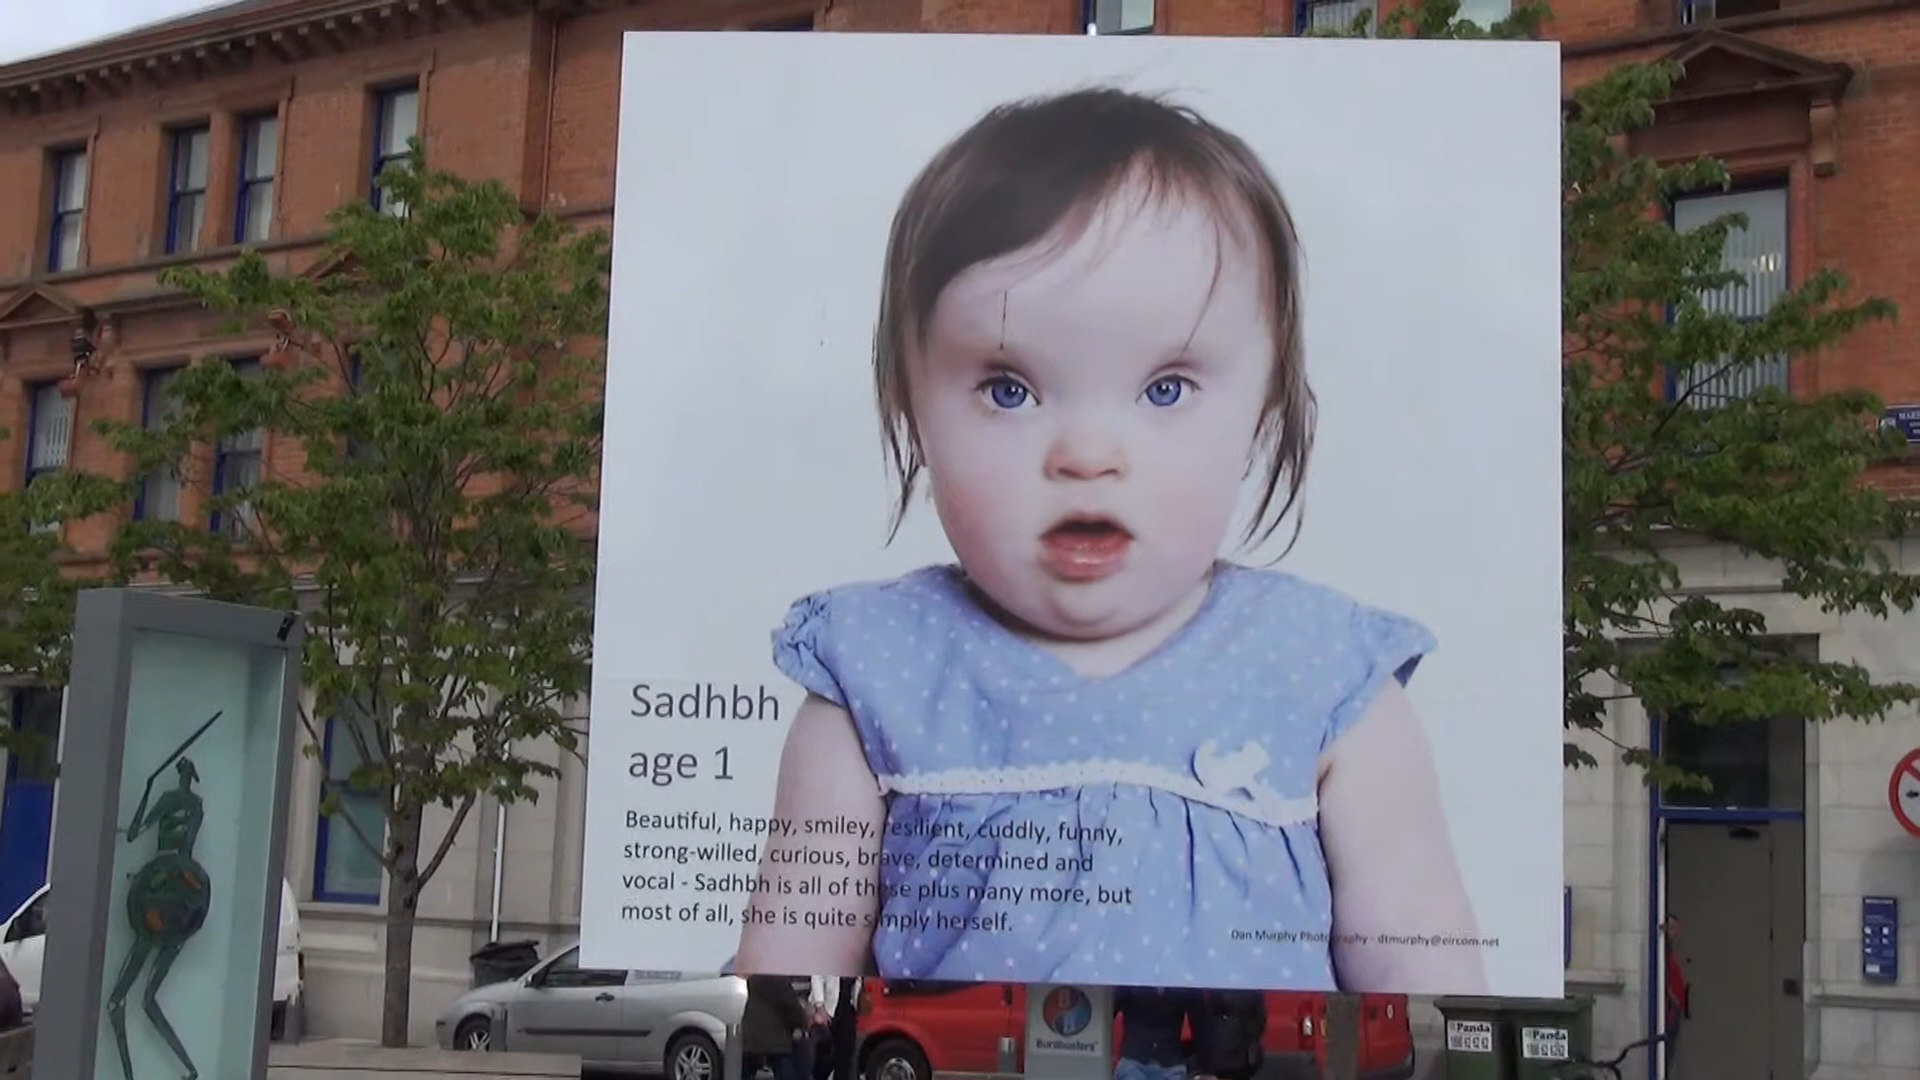 Sadhbh
age 1
Beautiful, happy, smiley, resilient, cuddly, funny,
strong-willed, curious, brave, determined and
vocal - Sadhbh is all of these plus many more, but
most of all, she is quite simply herself.
Dan Murphy Photography - dtmurphy@eircom.net
Panda
Panda